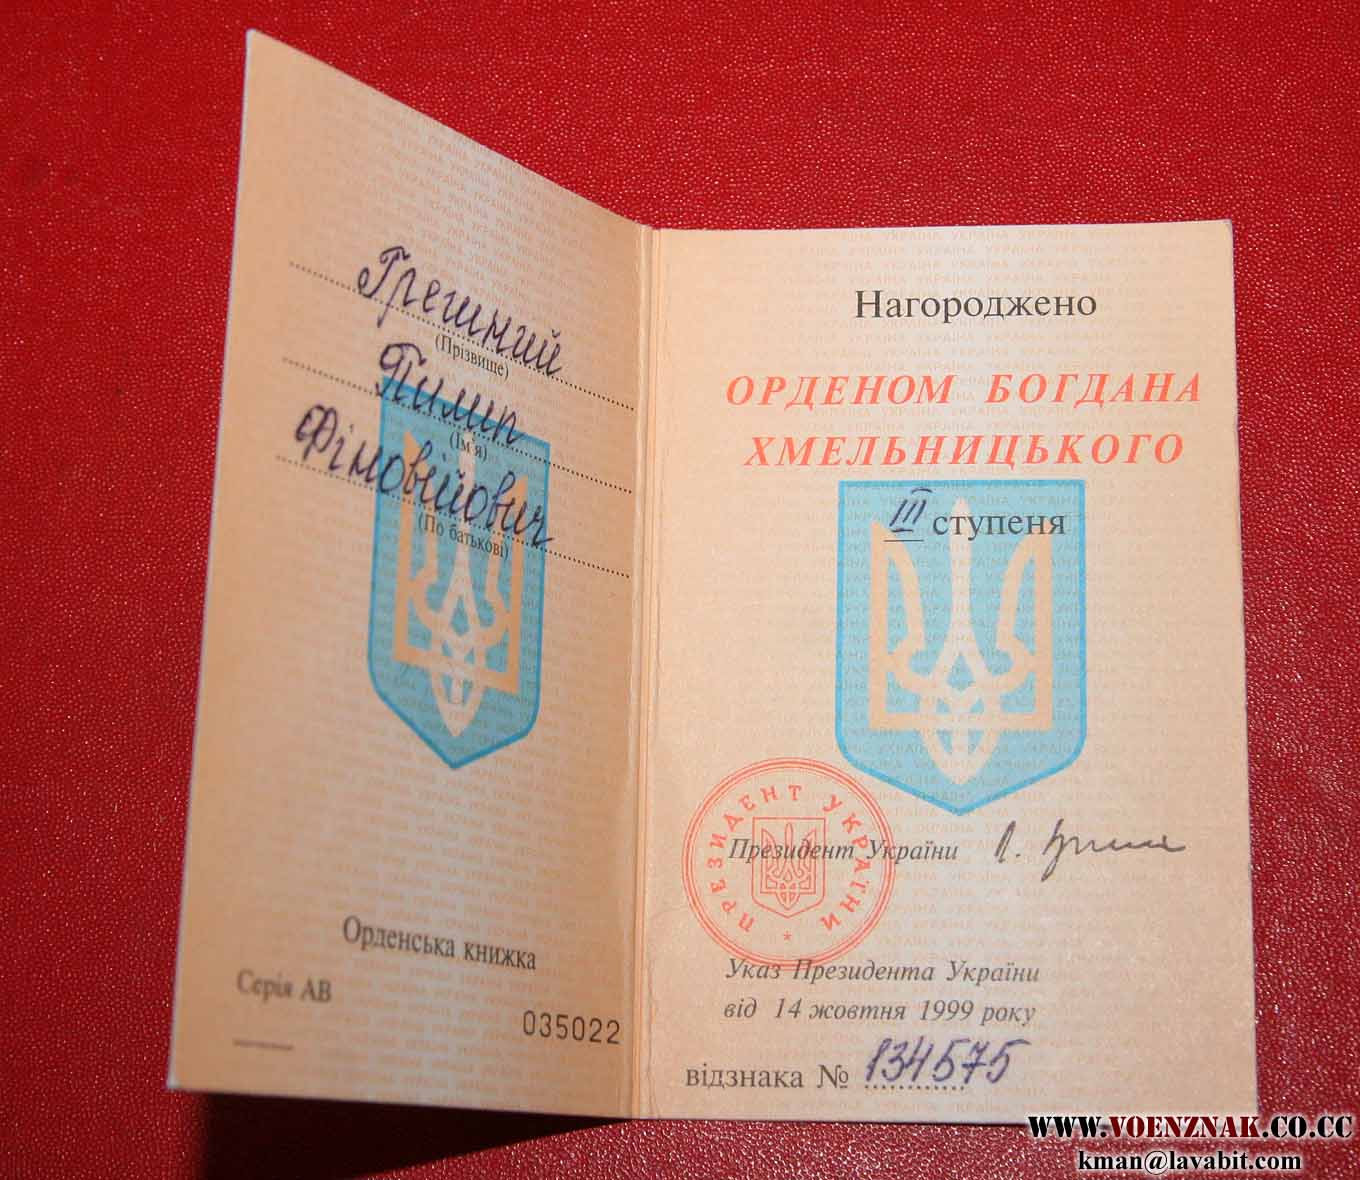 Грешний
(Прізвище)
Пилип
(Ім'я)
Фімовійович
(По батькові)
Орденська книжка
Серія АВ
035022
Нагороджено
ОРДЕНОМ БОГДАНА
ХМЕЛЬНИЦЬКОГО
III ступеня
ПРЕЗИДЕНТ УКРАЇНИ
Президент України
Указ Президента України
від 14 жовтня 1999 року
відзнака № 134575
www.VOENZNAK.CO.CC
kman@lavabit.com